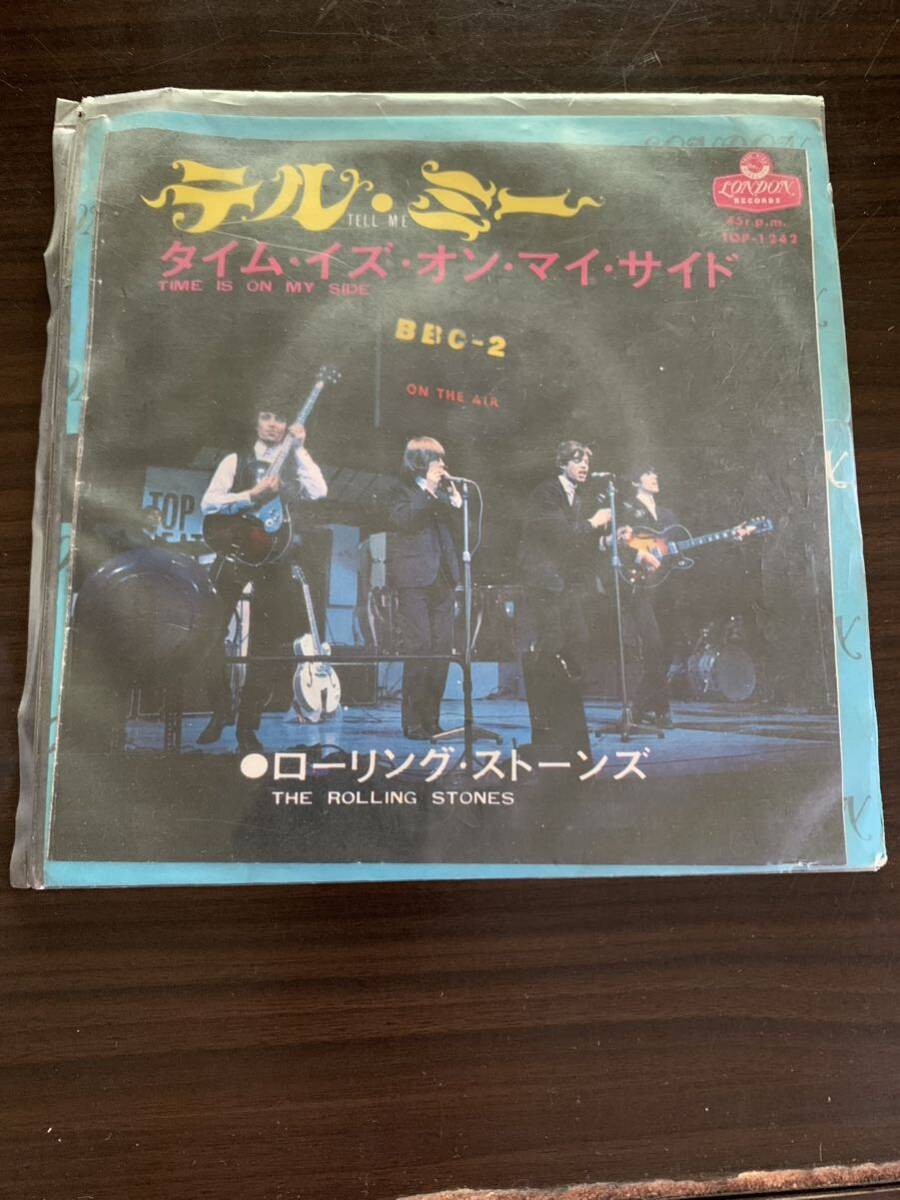 LONDON
テル・ミー
TELL ME
LONDON
RECORDS
45r.p.m.
TOP-1242
タイム・イズ・オン・マイ・サイド
TIME IS ON MY SIDE
BBC-2
ON THE AIR
TOP
●ローリング・ストーンズ
THE ROLLING STONES